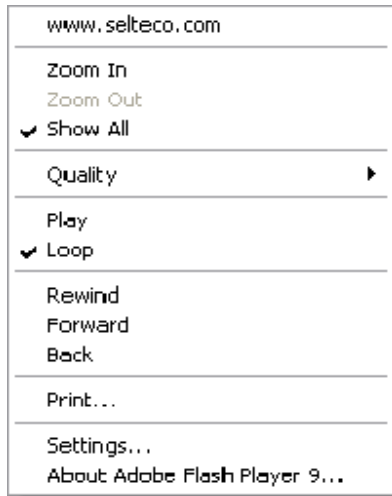 www.selteco.com
Zoom In
Zoom Out
Show All
Quality
Play
Loop
Rewind
Forward
Back
Print...
Settings...
About Adobe Flash Player 9...